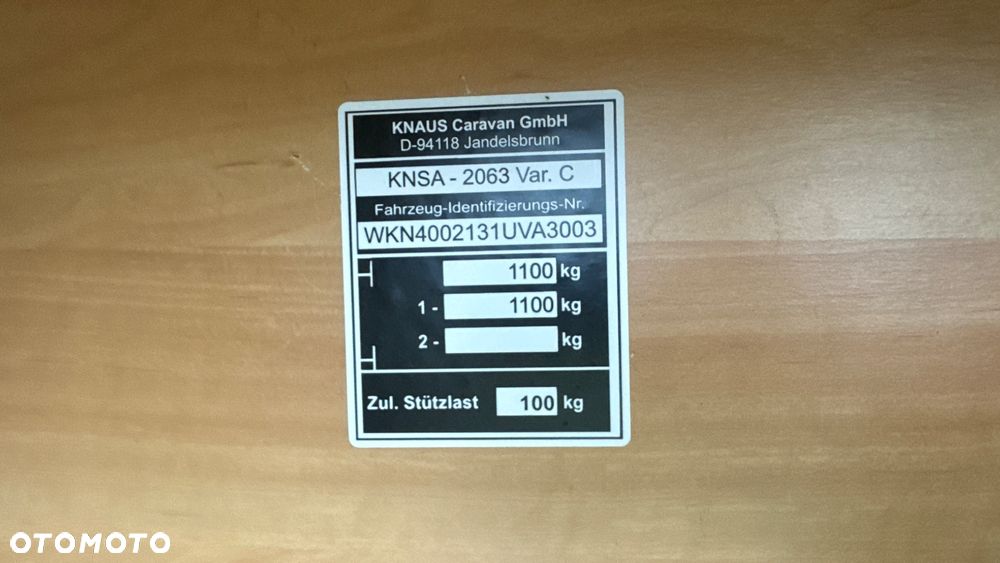 KNAUS Caravan GmbH
D-94118 Jandelsbrunn
KNSA - 2063 Var. C
Fahrzeug-Identifizierungs-Nr.
WKN4002131UVA3003
1100 kg
1 - 1100 kg
2 - kg
Zul. Stützlast 100 kg
OTOMOTO